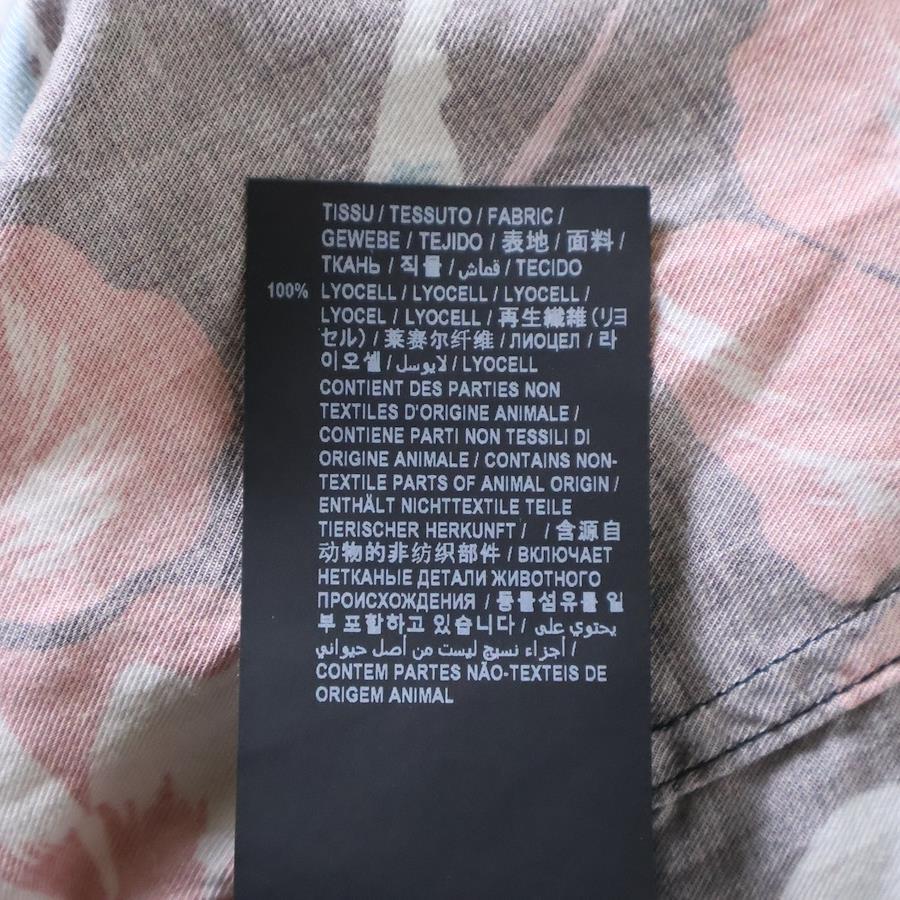 TISSU / TESSUTO / FABRIC /
GEWEBE / TEJIDO / 表地 / 面料 /
ТКАНЬ / 직물 / قماش / TECIDO
100% LYOCELL / LYOCELL / LYOCELL /
LYOCEL / LYOCELL / 再生繊維(リヨ
セル) / 莱赛尔纤维 / ЛИОЦЕЛ / 라
이오셀 / لايوسل / LYOCELL
CONTIENT DES PARTIES NON
TEXTILES D'ORIGINE ANIMALE /
CONTIENE PARTI NON TESSILI DI
ORIGINE ANIMALE / CONTAINS NON-
TEXTILE PARTS OF ANIMAL ORIGIN /
ENTHÄLT NICHTTEXTILE TEILE
TIERISCHER HERKUNFT / / 含源自
动物的非纺织部件 / ВКЛЮЧАЕТ
НЕТКАНЫЕ ДЕТАЛИ ЖИВОТНОГО
ПРОИСХОЖДЕНИЯ / 동물섬유를 일
부 포함하고 있습니다 / يحتوي على
اجزاء نسيج ليست من أصل حيواني /
CONTEM PARTES NÃO-TEXTEIS DE
ORIGEM ANIMAL